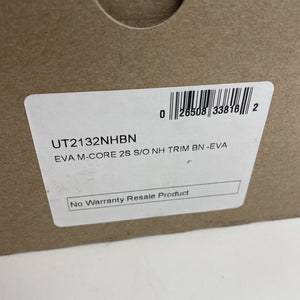 0 26508 33816 2
UT2132NHBN
EVA M-CORE 2S S/O NH TRIM BN -EVA
No Warranty Resale Product